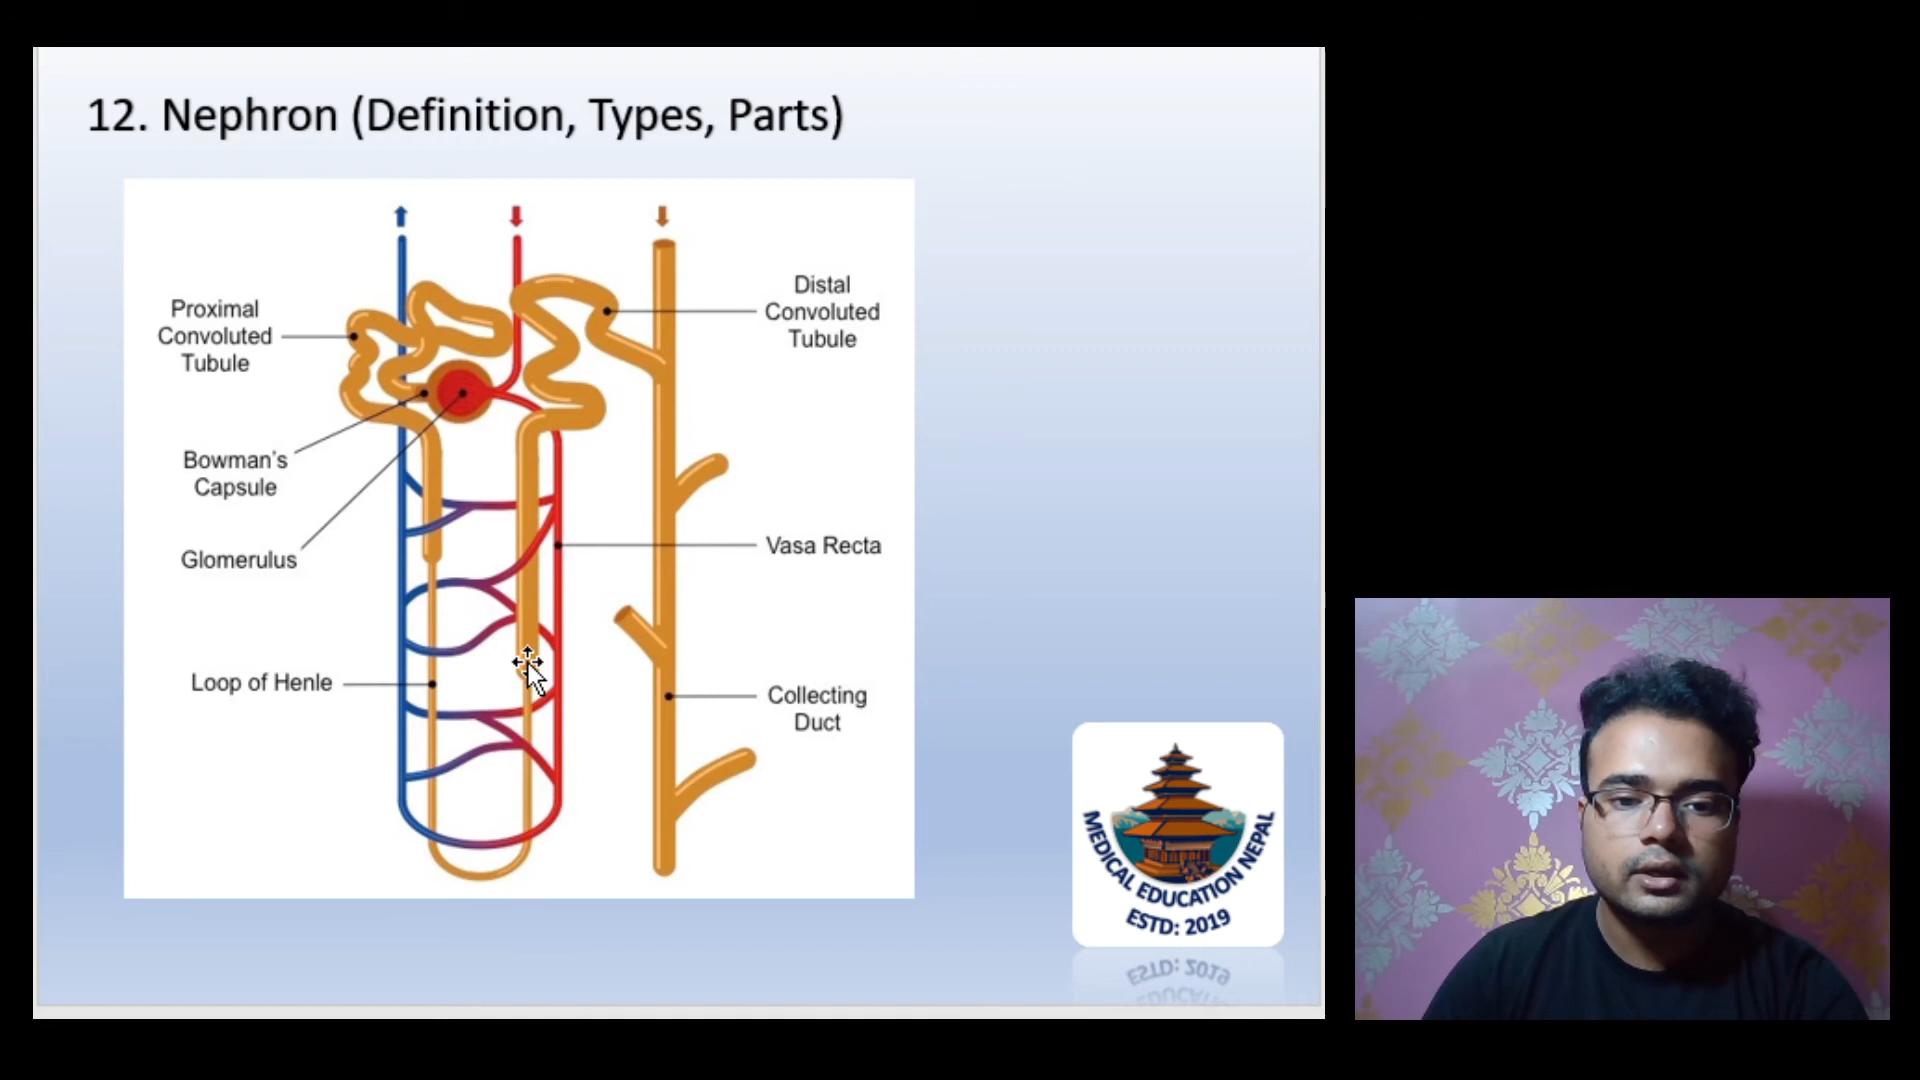 12. Nephron (Definition, Types, Parts)
Proximal
Convoluted
Tubule
Distal
Convoluted
Tubule
Bowman's
Capsule
Glomerulus
Vasa Recta
Loop of Henle
Collecting
Duct
MEDICAL EDUCATION NEPAL
ESTD: 2019